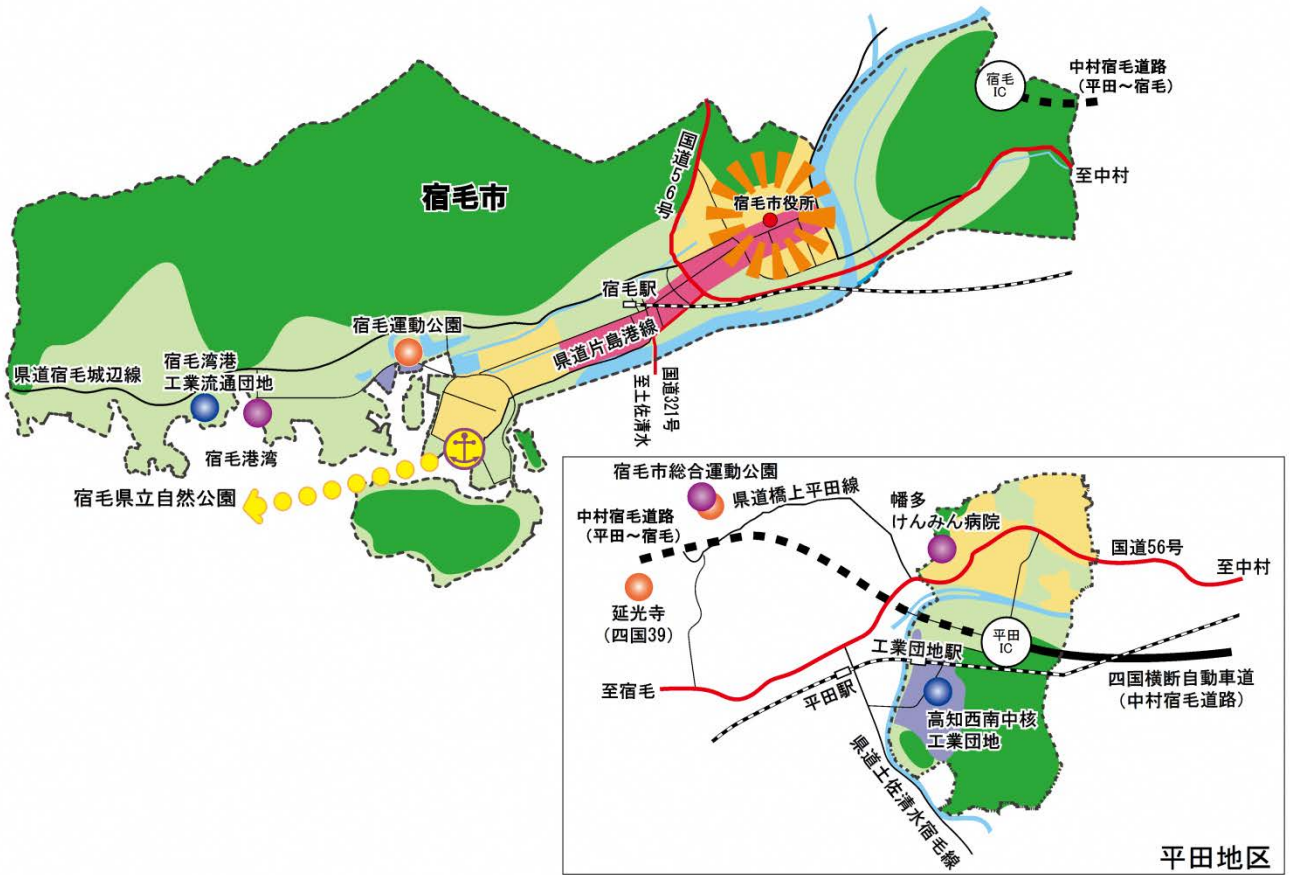 宿毛IC
中村宿毛道路
(平田～宿毛)
国道56号
至中村
宿毛市
宿毛市役所
宿毛駅
宿毛運動公園
県道片島港線
県道宿毛城辺線
宿毛湾港
工業流通団地
国道321号
至土佐清水
宿毛港湾
宿毛県立自然公園
宿毛市総合運動公園
県道橋上平田線
幡多
けんみん病院
中村宿毛道路
(平田～宿毛)
国道56号
至中村
延光寺
(四国39)
平田
IC
工業団地駅
至宿毛
平田駅
四国横断自動車道
(中村宿毛道路)
高知西南中核
工業団地
県道土佐清水宿毛線
平田地区